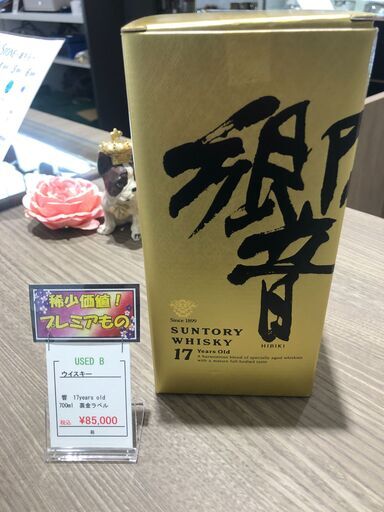 稀少価値！
プレミアもの
USED B
ウイスキー
響 17years old
700ml 裏金ラベル
税込 ¥85,000
響
HIBIKI
Since 1899
SUNTORY
WHISKY
17 Years Old
A harmonious blend of specially aged whiskies
with a mature full bodied taste